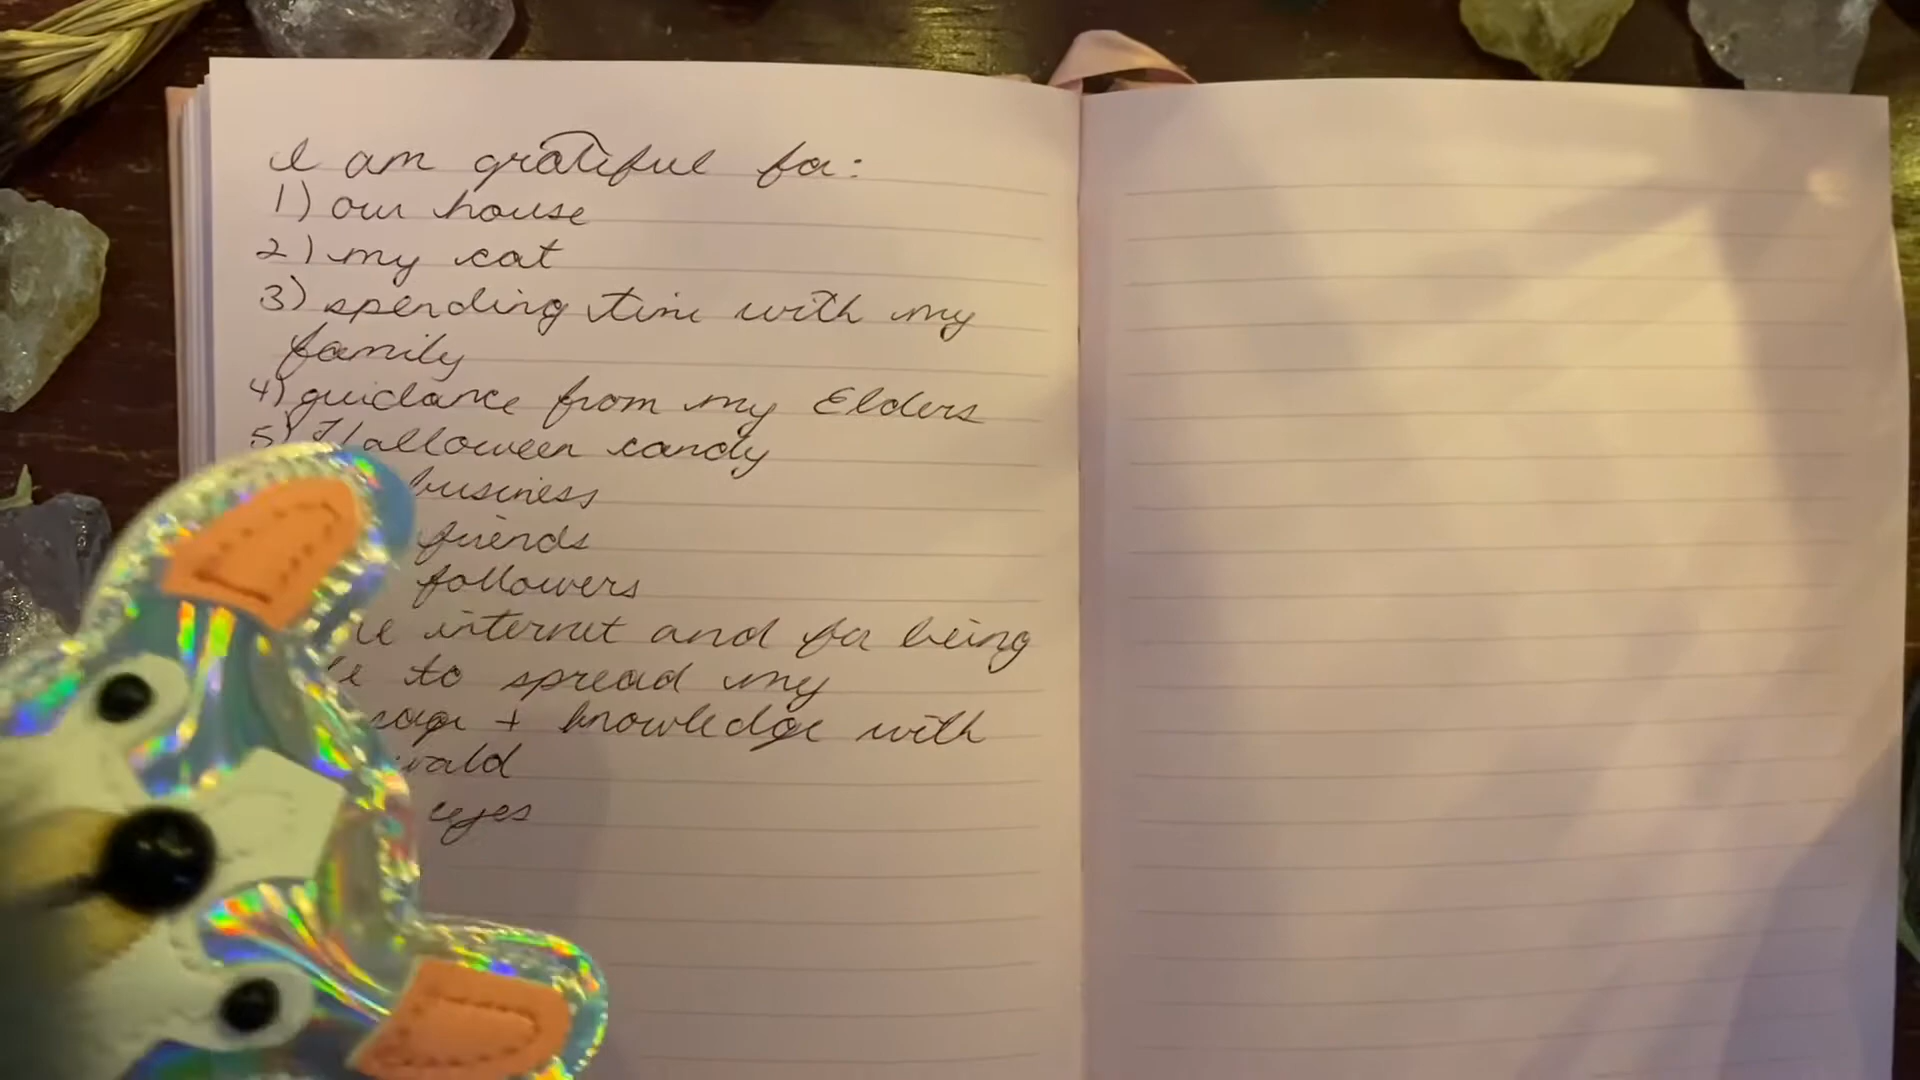 I am grateful for:
1) our house
2) my cat
3) spending time with my
family
4) guidance from my Elders
5) Halloween candy
business
friends
followers
internet and for being
to spread my
+ knowledge with
eyes